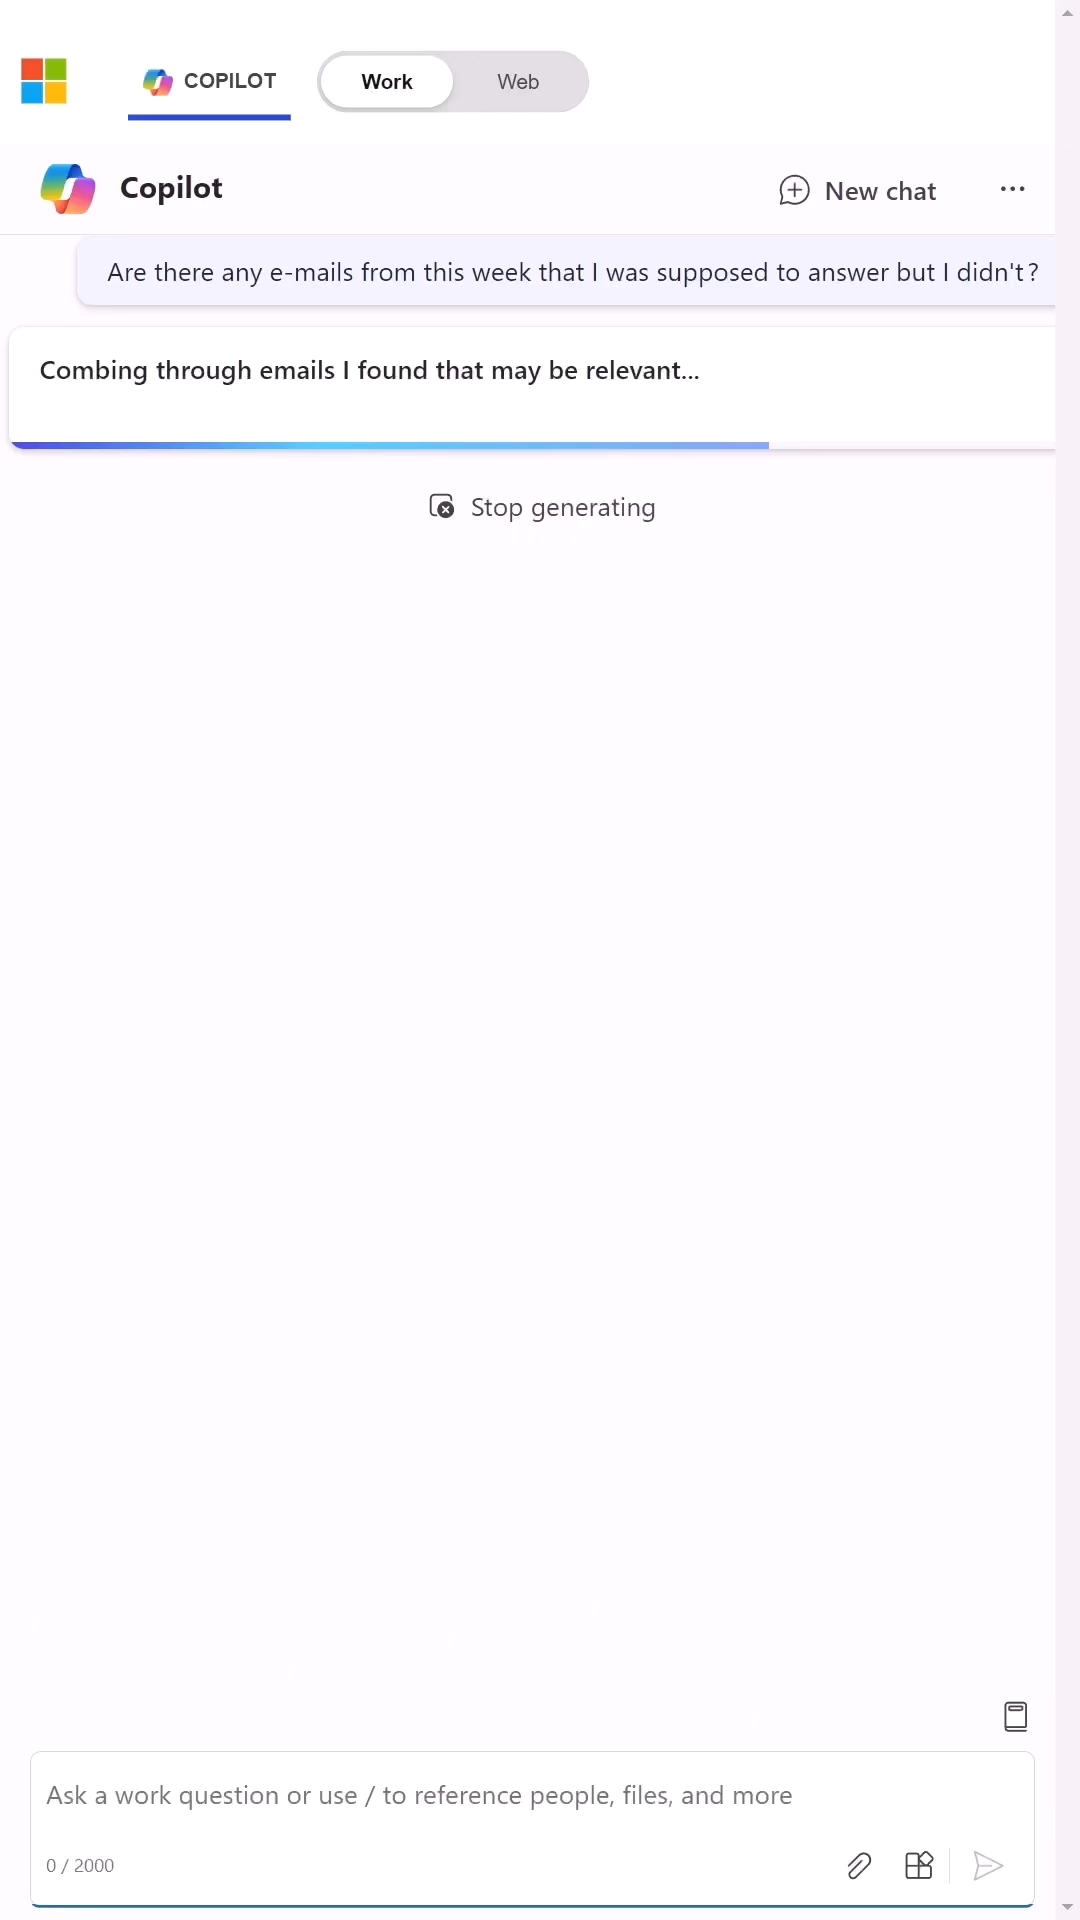 COPILOT
Work
Web
Copilot
New chat
Are there any e-mails from this week that I was supposed to answer but I didn't?
Combing through emails I found that may be relevant...
Stop generating
Ask a work question or use / to reference people, files, and more
0 / 2000